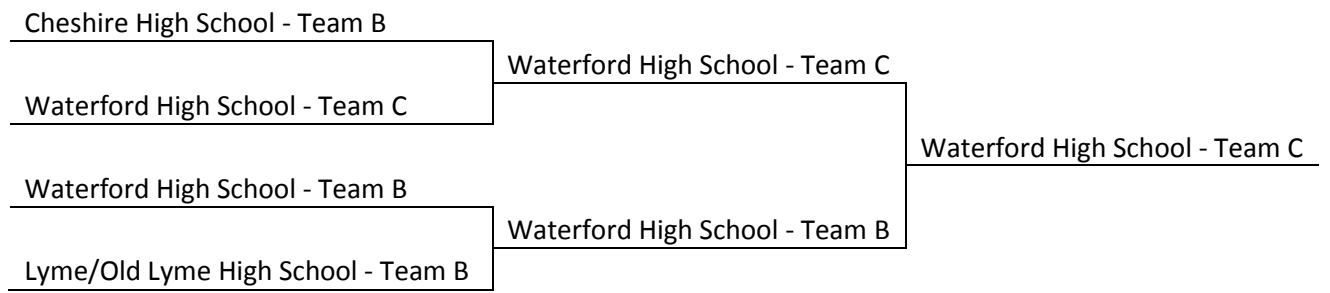 Cheshire High School - Team B
Waterford High School - Team C
Waterford High School - Team C
Waterford High School - Team C
Waterford High School - Team B
Waterford High School - Team B
Lyme/Old Lyme High School - Team B